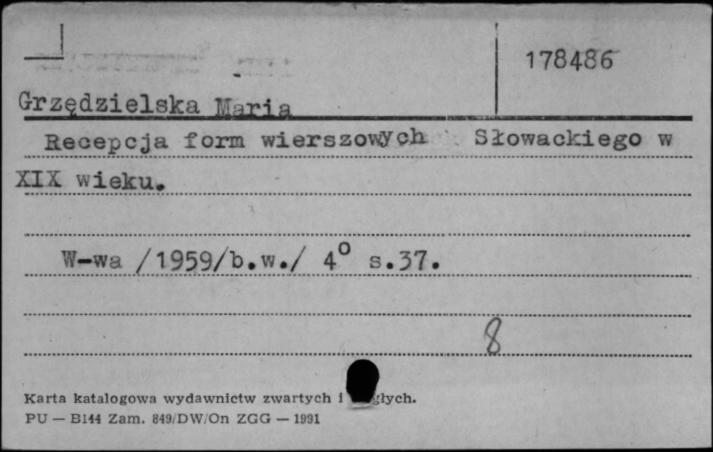 178486
Grzędzielska Maria
Recepcja form wierszowych Słowackiego w
XIX wieku.
W-wa /1959/b.w./ 4° s.37.
8
Karta katalogowa wydawnictw zwartych i
PU — B144 Zam. 849/DW/On ZGG — 1991